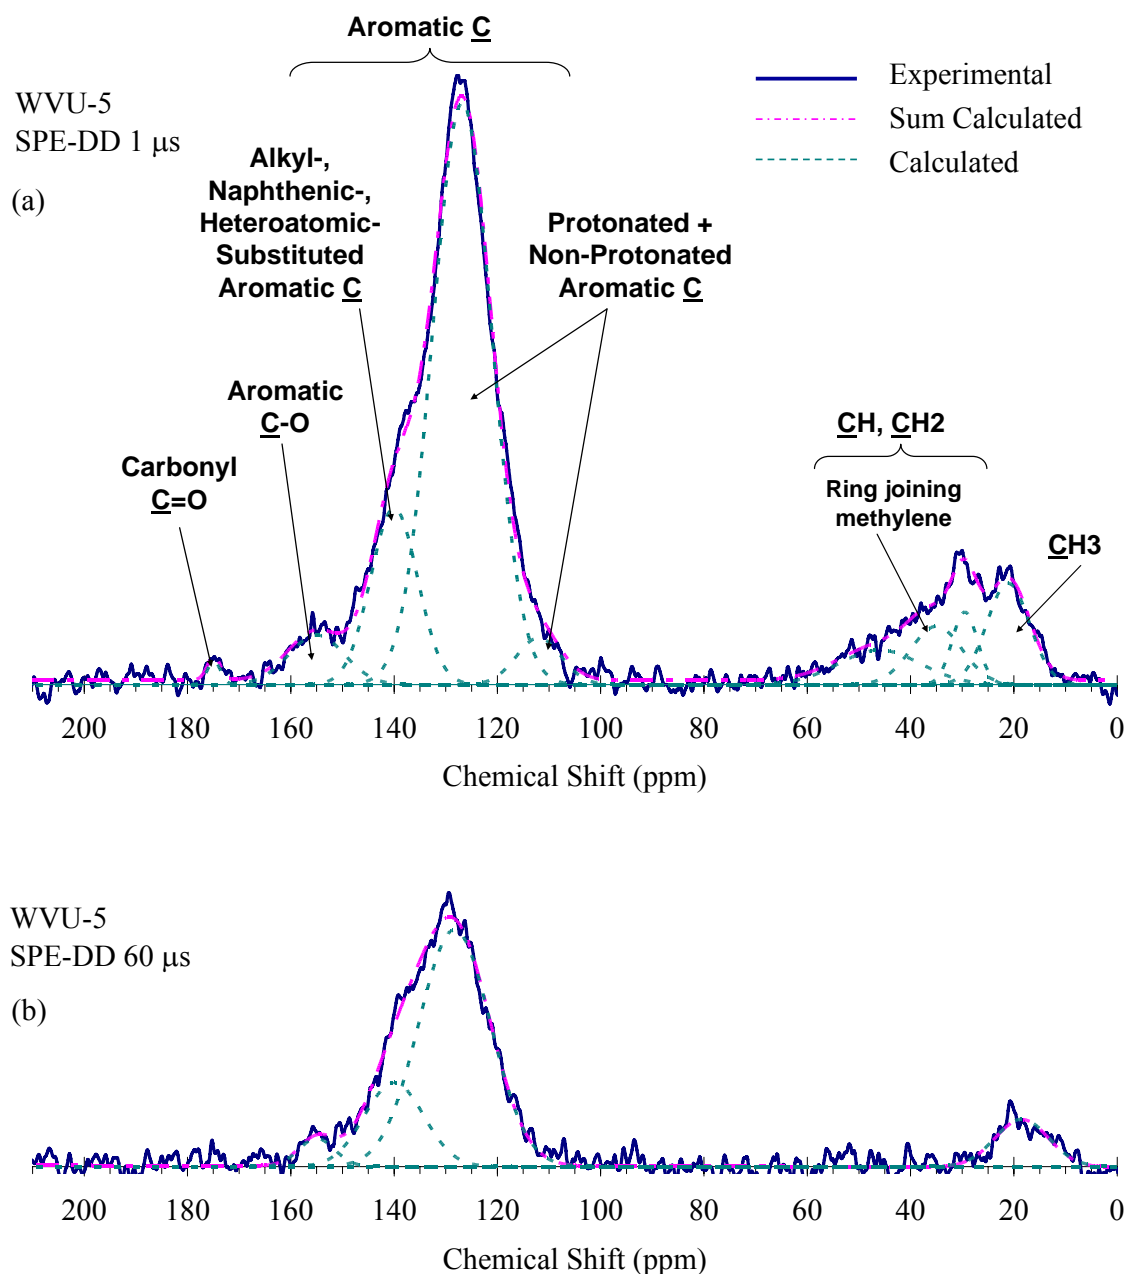 Aromatic C
Experimental
Sum Calculated
Calculated
WVU-5
SPE-DD 1 μs
(a)
Alkyl-,
Naphthenic-,
Heteroatomic-
Substituted
Aromatic C
Protonated +
Non-Protonated
Aromatic C
Aromatic
C-O
Carbonyl
C=O
CH, CH2
Ring joining
methylene
CH3
200 180 160 140 120 100 80 60 40 20 0
Chemical Shift (ppm)
WVU-5
SPE-DD 60 μs
(b)
200 180 160 140 120 100 80 60 40 20 0
Chemical Shift (ppm)